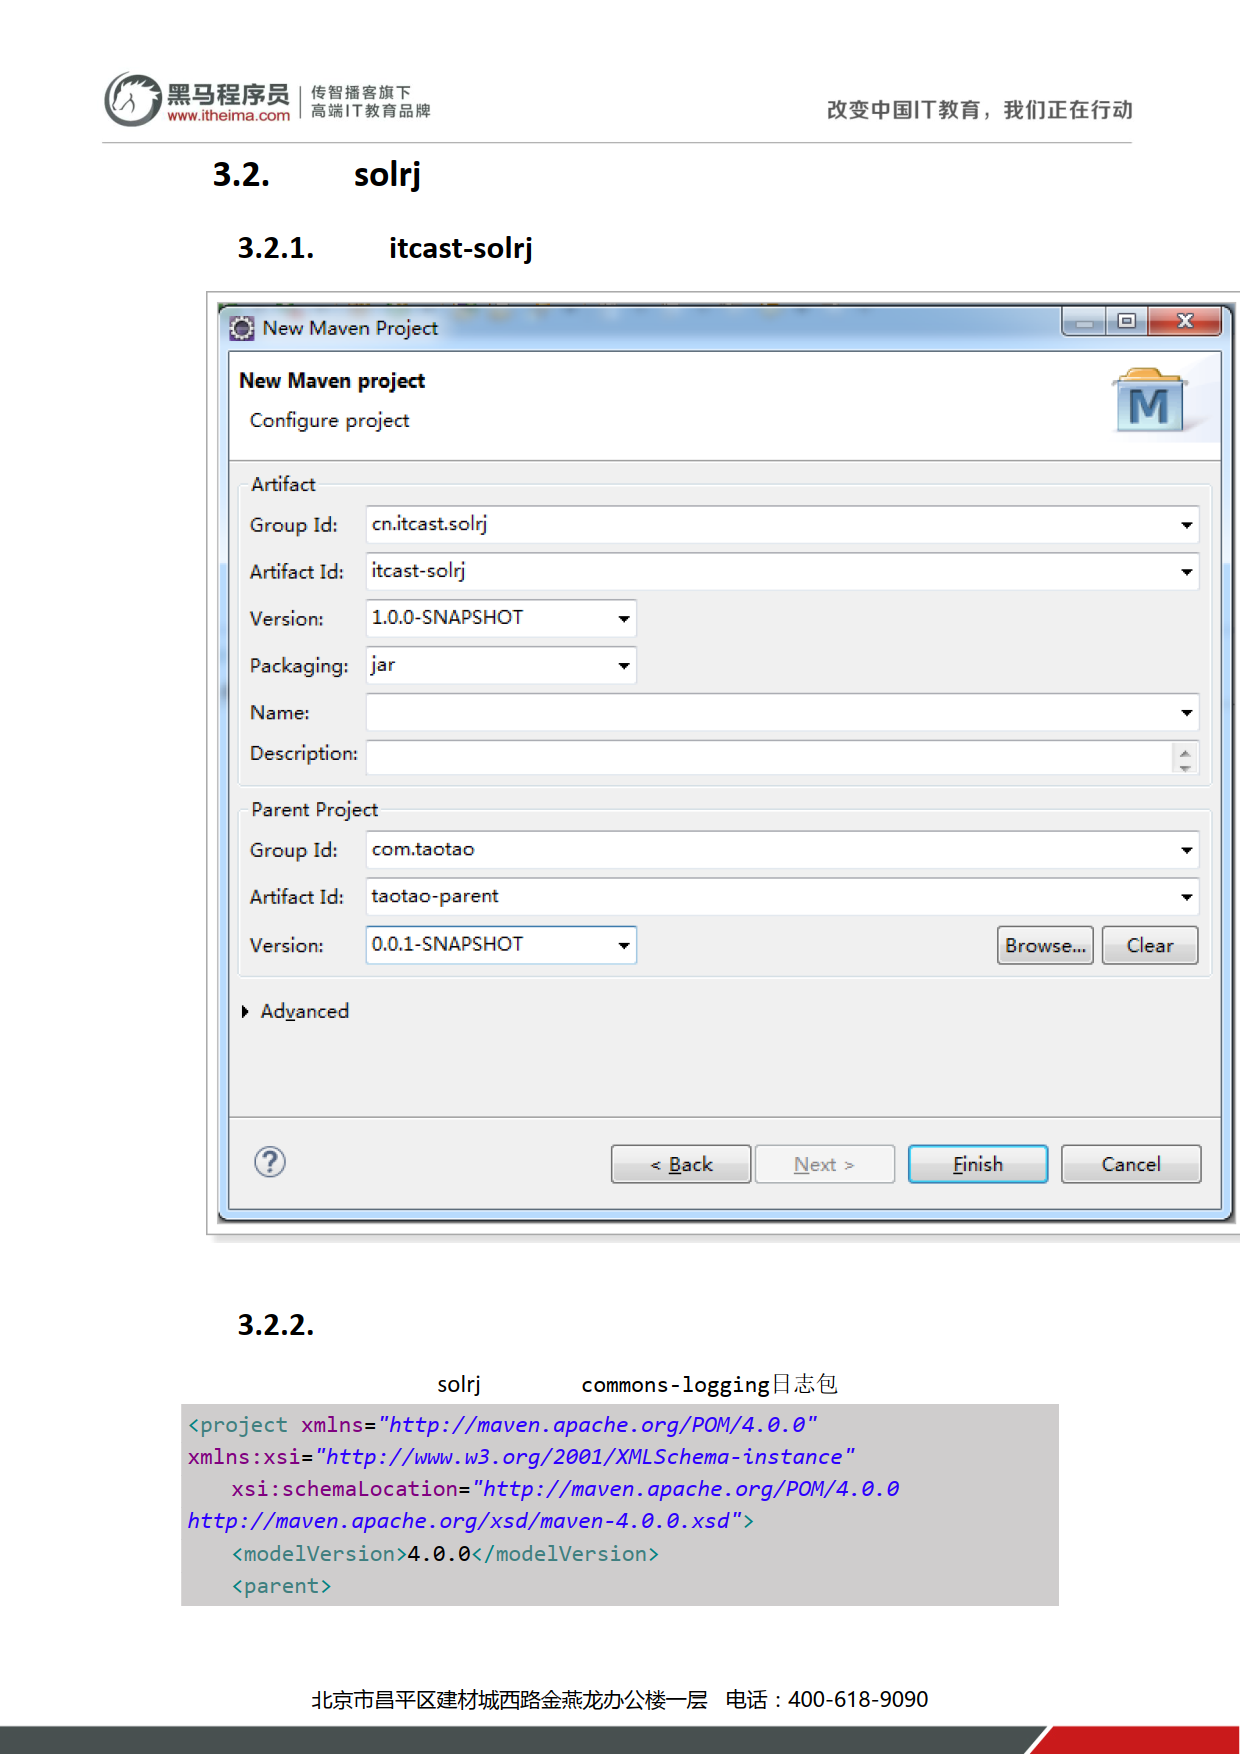 黑马程序员
www.itheima.com
传智播客旗下
高端IT教育品牌
改变中国IT教育，我们正在行动
3.2. solrj
3.2.1. itcast-solrj
New Maven Project
New Maven project
Configure project
M
Artifact
Group Id: cn.itcast.solrj
Artifact Id: itcast-solrj
Version: 1.0.0-SNAPSHOT
Packaging: jar
Name:
Description:
Parent Project
Group Id: com.taotao
Artifact Id: taotao-parent
Version: 0.0.1-SNAPSHOT Browse... Clear
Advanced
? < Back Next > Finish Cancel
3.2.2.
solrj commons-logging日志包
<project xmlns="http://maven.apache.org/POM/4.0.0"
xmlns:xsi="http://www.w3.org/2001/XMLSchema-instance"
xsi:schemaLocation="http://maven.apache.org/POM/4.0.0
http://maven.apache.org/xsd/maven-4.0.0.xsd">
<modelVersion>4.0.0</modelVersion>
<parent>
北京市昌平区建材城西路金燕龙办公楼一层 电话：400-618-9090